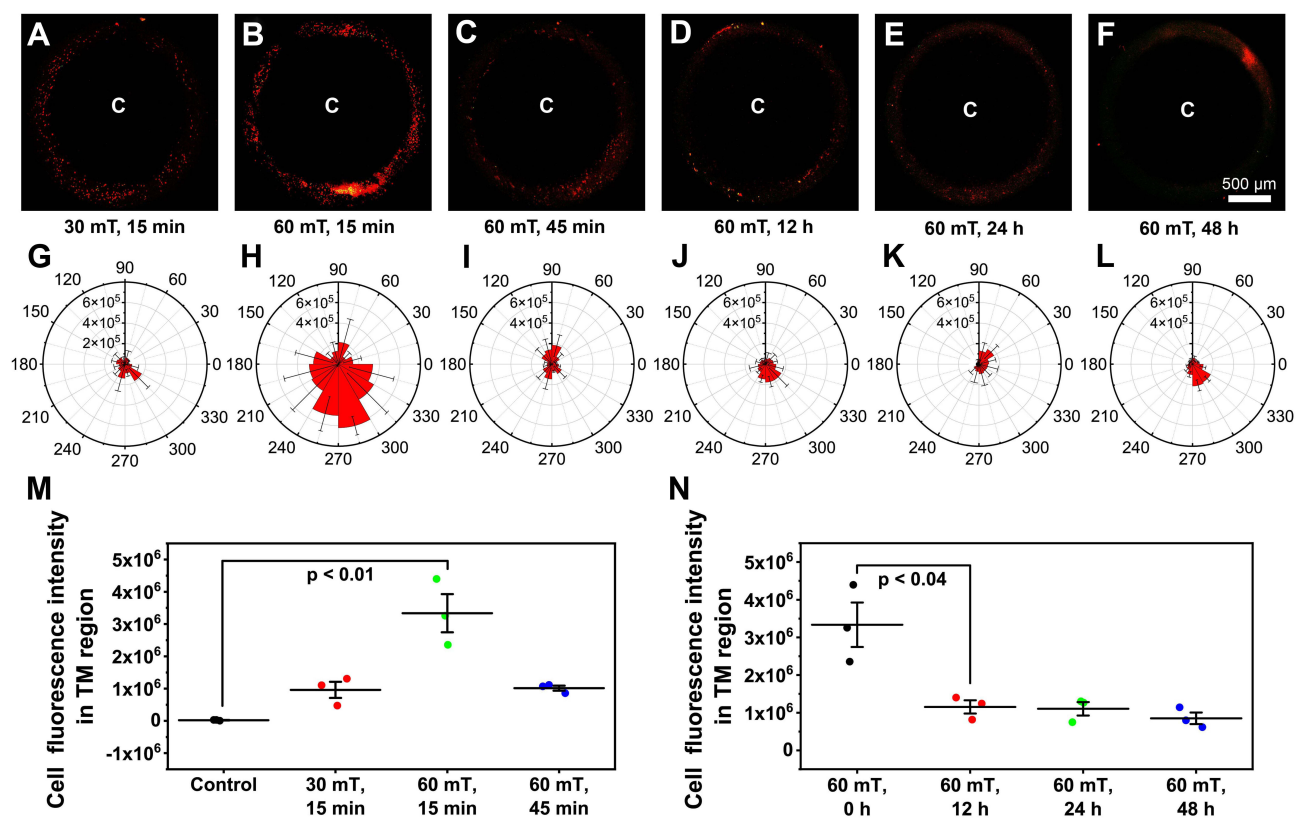 A B C D E F
C C C C C C
500 µm
30 mT, 15 min 60 mT, 15 min 60 mT, 45 min 60 mT, 12 h 60 mT, 24 h 60 mT, 48 h
G H I J K L
90 90 90 90 90 90
120 60 120 60 120 60 120 60 120 60 120 60
150 30 150 30 150 30 150 30 150 30 150 30
6×10⁵ 6×10⁵ 6×10⁵ 6×10⁵ 6×10⁵ 6×10⁵
4×10⁵ 4×10⁵ 4×10⁵ 4×10⁵ 4×10⁵ 4×10⁵
2×10⁵
180 0 180 0 180 0 180 0 180 0 180 0
210 330 210 330 210 330 210 330 210 330 210 330
240 300 240 300 240 300 240 300 240 300 240 300
270 270 270 270 270 270
M
Cell fluorescence intensity
in TM region
5x10⁶
4x10⁶
3x10⁶
2x10⁶
1x10⁶
0
-1x10⁶
p < 0.01
Control 30 mT, 60 mT, 60 mT,
15 min 15 min 45 min
N
Cell fluorescence intensity
in TM region
5x10⁶
4x10⁶
3x10⁶
2x10⁶
1x10⁶
0
p < 0.04
60 mT, 60 mT, 60 mT, 60 mT,
0 h 12 h 24 h 48 h